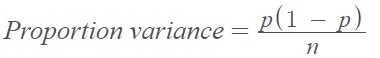 Proportion variance = p(1 − p) / n